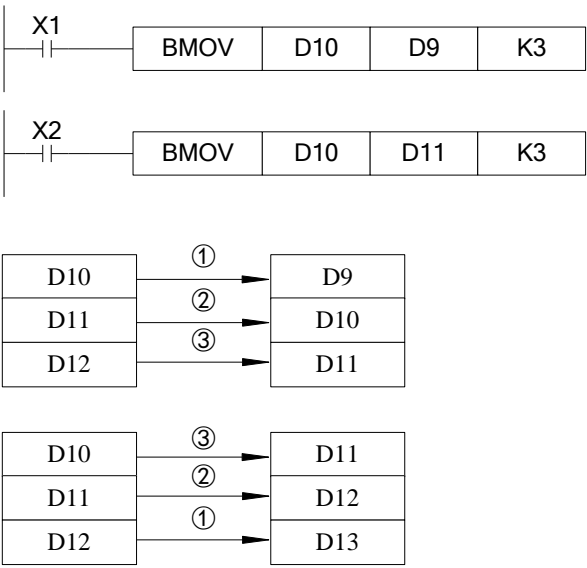 X1
BMOV D10 D9 K3
X2
BMOV D10 D11 K3
D10 ① D9
D11 ② D10
D12 ③ D11
D10 ③ D11
D11 ② D12
D12 ① D13